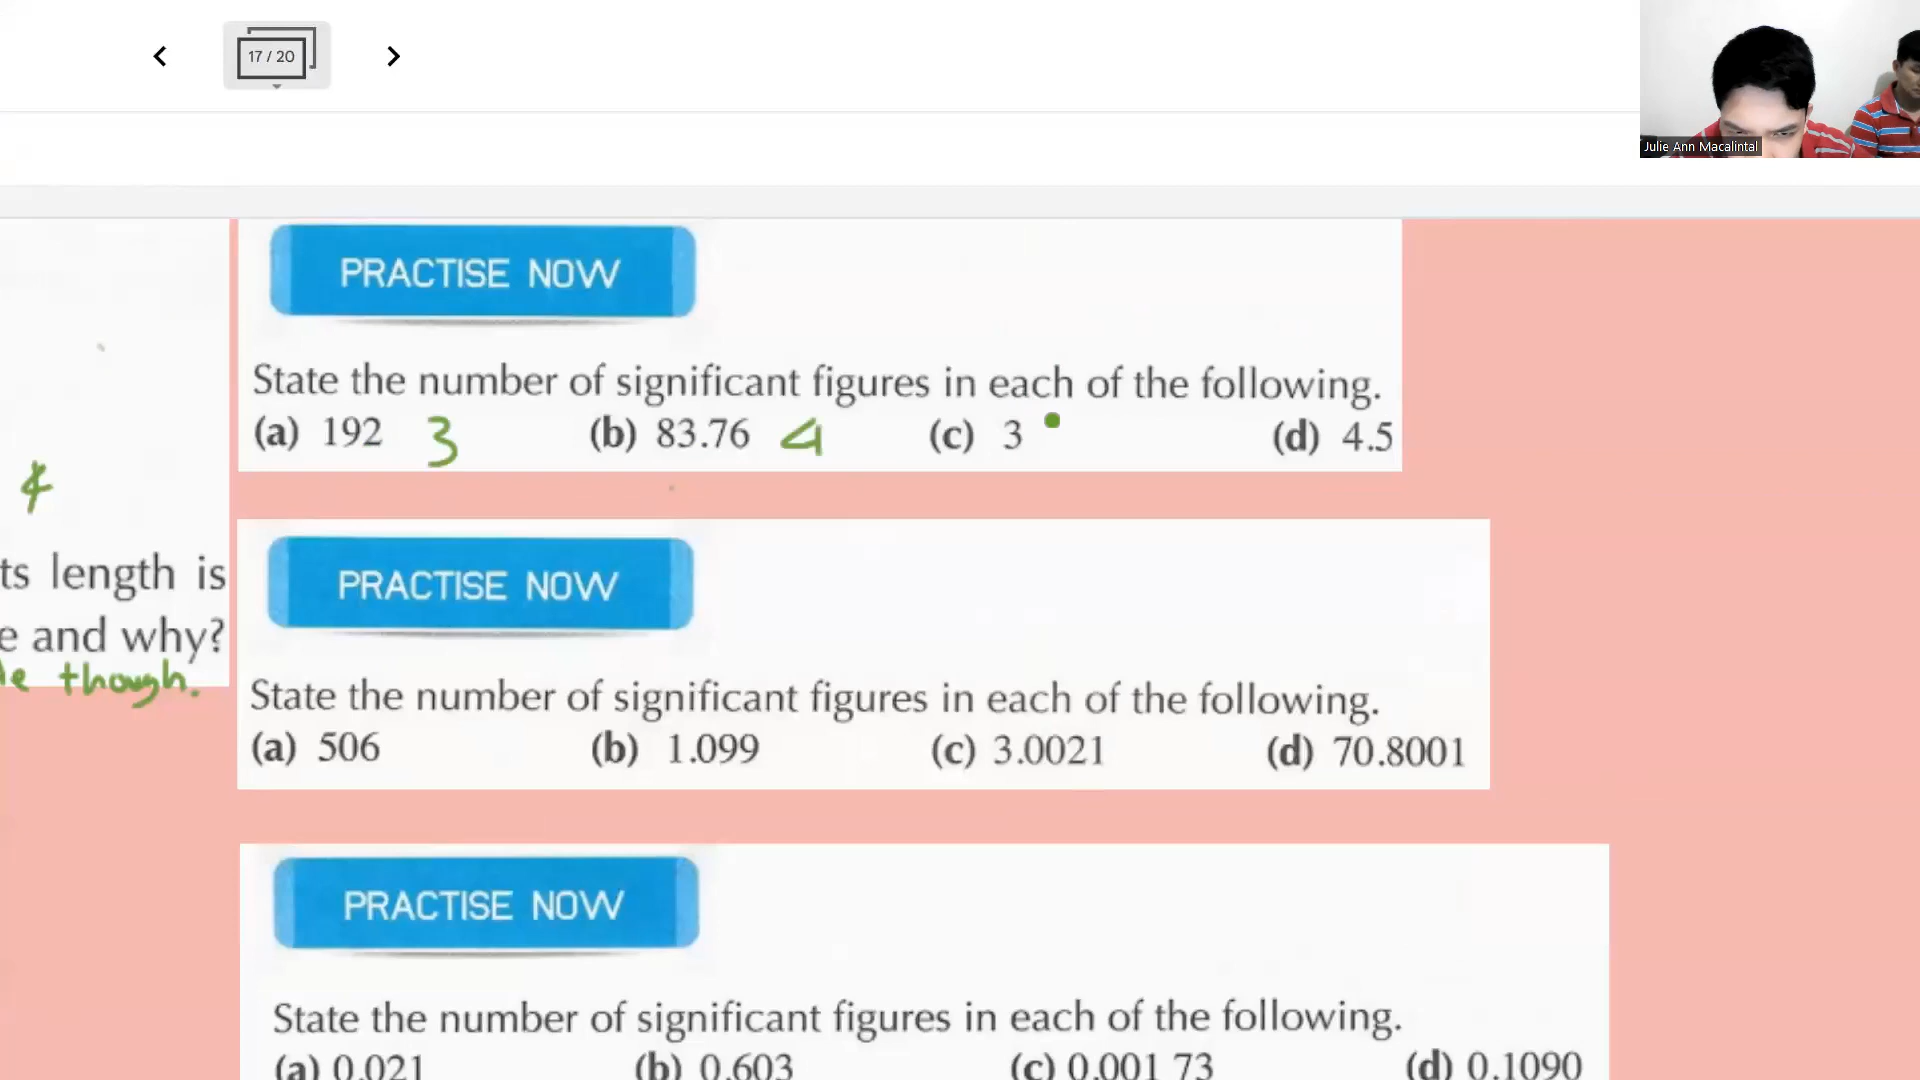 17 / 20
Julie Ann Macalintal
PRACTISE NOW
State the number of significant figures in each of the following.
(a) 192 3 (b) 83.76 4 (c) 3 (d) 4.5
4
ts length is
e and why?
le though.
PRACTISE NOW
State the number of significant figures in each of the following.
(a) 506 (b) 1.099 (c) 3.0021 (d) 70.8001
PRACTISE NOW
State the number of significant figures in each of the following.
(a) 0.021 (b) 0.603 (c) 0.001 73 (d) 0.1090